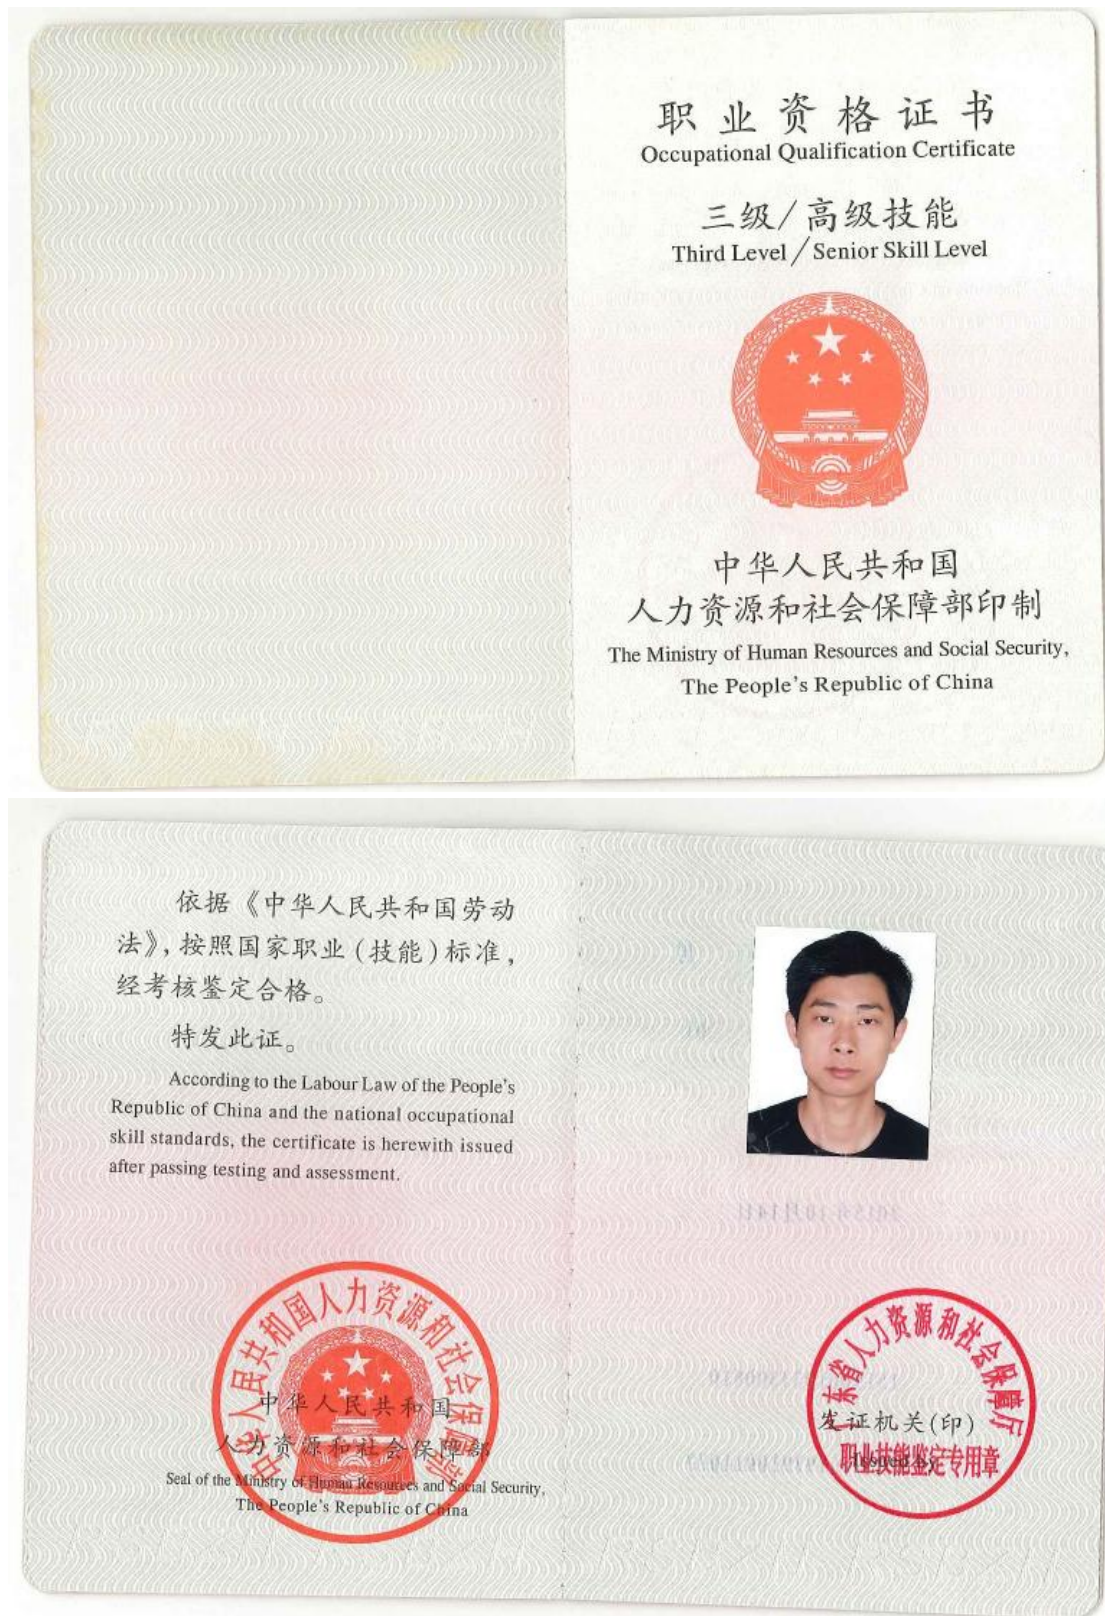 职业资格证书
Occupational Qualification Certificate
三级/高级技能
Third Level/Senior Skill Level
中华人民共和国
人力资源和社会保障部印制
The Ministry of Human Resources and Social Security,
The People's Republic of China
依据《中华人民共和国劳动
法》,按照国家职业(技能)标准,
经考核鉴定合格。
特发此证。
According to the Labour Law of the People's
Republic of China and the national occupational
skill standards, the certificate is herewith issued
after passing testing and assessment.
中华人民共和国人力资源和社会保障部
中华人民共和国
人力资源和社会保障部
Seal of the Ministry of Human Resources and Social Security,
The People's Republic of China
广东省人力资源和社会保障厅
发证机关(印)
职业技能鉴定专用章
Issued by